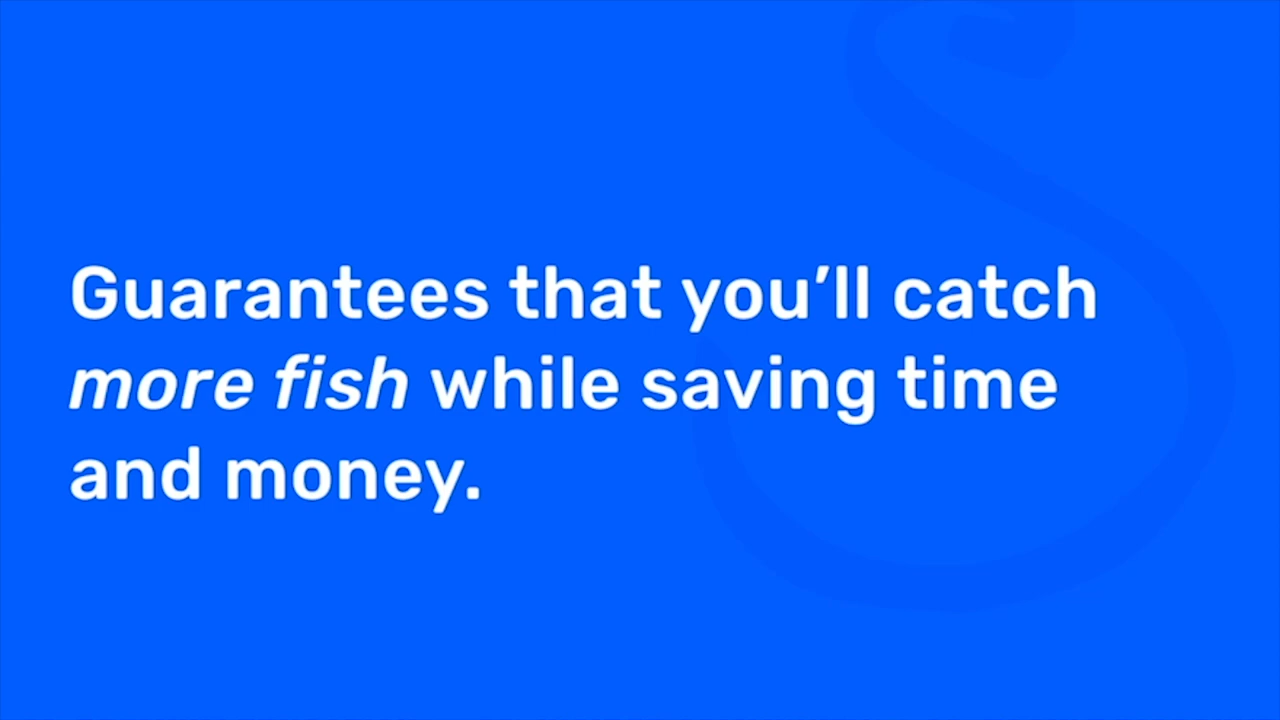 Guarantees that you’ll catch
more fish while saving time
and money.